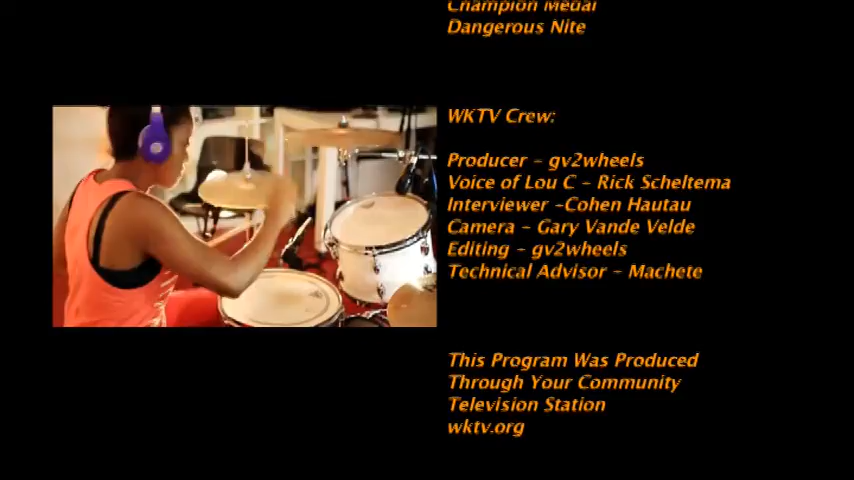 Champion Medal
Dangerous Nite
WKTV Crew:
Producer - gv2wheels
Voice of Lou C - Rick Scheltema
Interviewer -Cohen Hautau
Camera - Gary Vande Velde
Editing - gv2wheels
Technical Advisor - Machete
This Program Was Produced
Through Your Community
Television Station
wktv.org